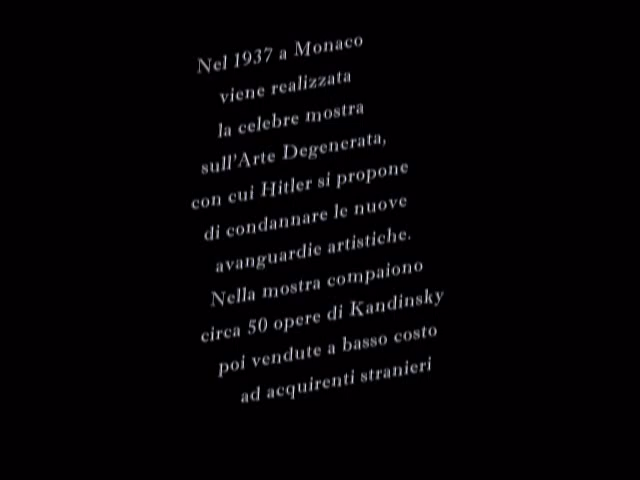 Nel 1937 a Monaco
viene realizzata
la celebre mostra
sull'Arte Degenerata,
con cui Hitler si propone
di condannare le nuove
avanguardie artistiche.
Nella mostra compaiono
circa 50 opere di Kandinsky
poi vendute a basso costo
ad acquirenti stranieri